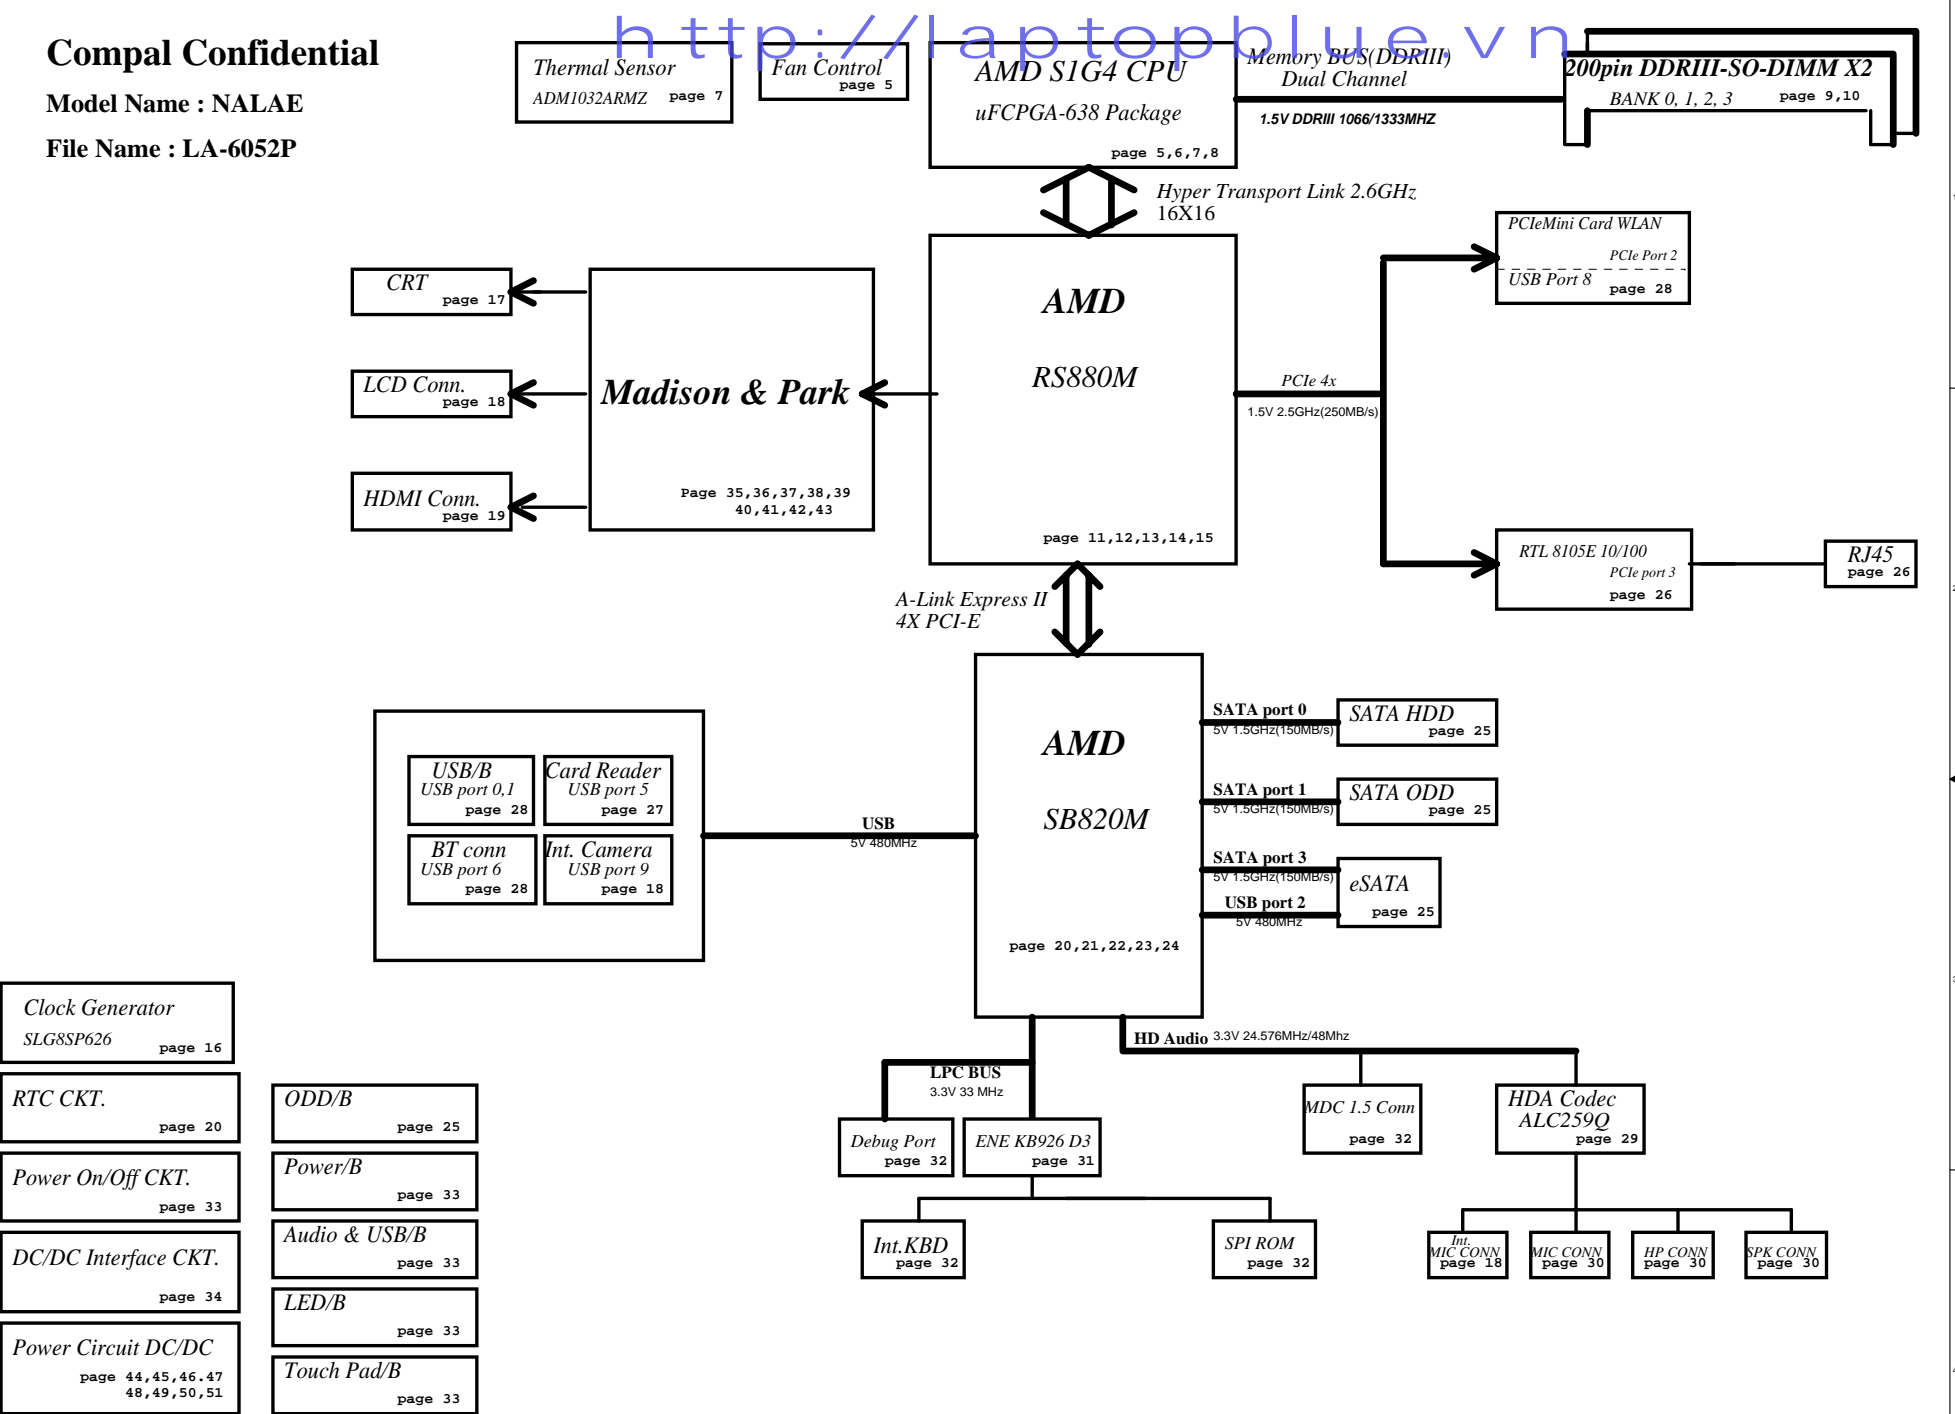 http://laptopblue.vn
Compal Confidential
Model Name : NALAE
File Name : LA-6052P
Thermal Sensor
ADM1032ARMZ page 7
Fan Control
page 5
AMD S1G4 CPU
uFCPGA-638 Package
page 5,6,7,8
Memory BUS(DDRIII)
Dual Channel
1.5V DDRIII 1066/1333MHZ
200pin DDRIII-SO-DIMM X2
BANK 0, 1, 2, 3 page 9,10
Hyper Transport Link 2.6GHz
16X16
CRT
page 17
LCD Conn.
page 18
HDMI Conn.
page 19
Madison & Park
Page 35,36,37,38,39
40,41,42,43
AMD
RS880M
page 11,12,13,14,15
PCIe 4x
1.5V 2.5GHz(250MB/s)
PCIeMini Card WLAN
PCIe Port 2
USB Port 8 page 28
RTL 8105E 10/100
PCIe port 3
page 26
RJ45
page 26
A-Link Express II
4X PCI-E
AMD
SB820M
page 20,21,22,23,24
USB/B
USB port 0,1
page 28
Card Reader
USB port 5
page 27
BT conn
USB port 6
page 28
Int. Camera
USB port 9
page 18
USB
5V 480MHz
SATA port 0
5V 1.5GHz(150MB/s)
SATA HDD
page 25
SATA port 1
5V 1.5GHz(150MB/s)
SATA ODD
page 25
SATA port 3
5V 1.5GHz(150MB/s)
USB port 2
5V 480MHz
eSATA
page 25
HD Audio 3.3V 24.576MHz/48Mhz
LPC BUS
3.3V 33 MHz
Debug Port
page 32
ENE KB926 D3
page 31
MDC 1.5 Conn
page 32
HDA Codec
ALC259Q
page 29
Int.KBD
page 32
SPI ROM
page 32
Int.
MIC CONN
page 18
MIC CONN
page 30
HP CONN
page 30
SPK CONN
page 30
Clock Generator
SLG8SP626 page 16
RTC CKT.
page 20
Power On/Off CKT.
page 33
DC/DC Interface CKT.
page 34
Power Circuit DC/DC
page 44,45,46.47
48,49,50,51
ODD/B
page 25
Power/B
page 33
Audio & USB/B
page 33
LED/B
page 33
Touch Pad/B
page 33